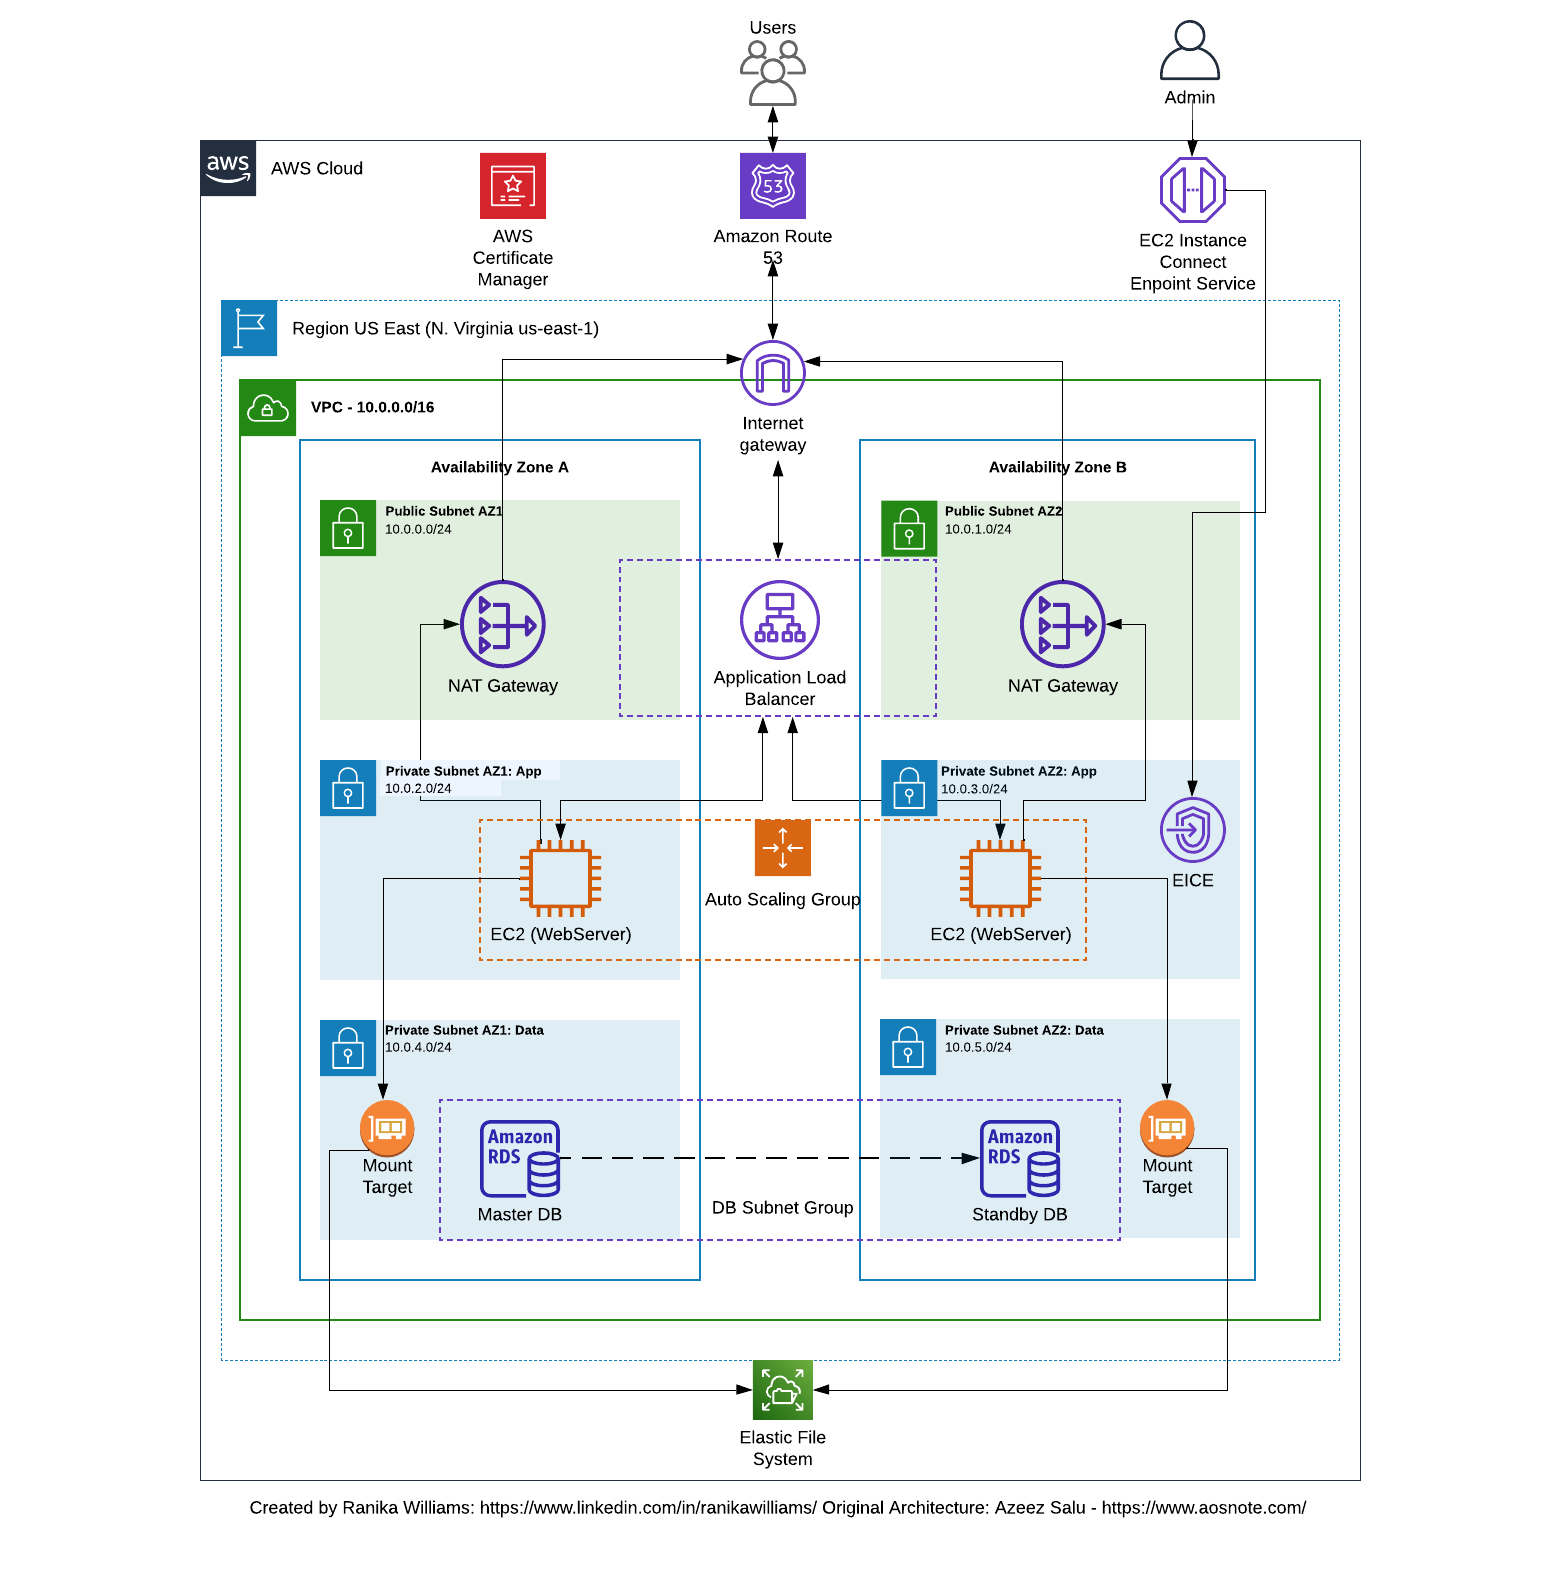 Users
Admin
aws
AWS Cloud
53
AWS
Certificate
Manager
Amazon Route
53
EC2 Instance
Connect
Enpoint Service
Region US East (N. Virginia us-east-1)
VPC - 10.0.0.0/16
Internet
gateway
Availability Zone A
Availability Zone B
Public Subnet AZ1
10.0.0.0/24
Public Subnet AZ2
10.0.1.0/24
NAT Gateway
Application Load
Balancer
NAT Gateway
Private Subnet AZ1: App
10.0.2.0/24
Private Subnet AZ2: App
10.0.3.0/24
EICE
Auto Scaling Group
EC2 (WebServer)
EC2 (WebServer)
Private Subnet AZ1: Data
10.0.4.0/24
Private Subnet AZ2: Data
10.0.5.0/24
Mount
Target
Amazon
RDS
Master DB
DB Subnet Group
Amazon
RDS
Standby DB
Mount
Target
Elastic File
System
Created by Ranika Williams: https://www.linkedin.com/in/ranikawilliams/ Original Architecture: Azeez Salu - https://www.aosnote.com/